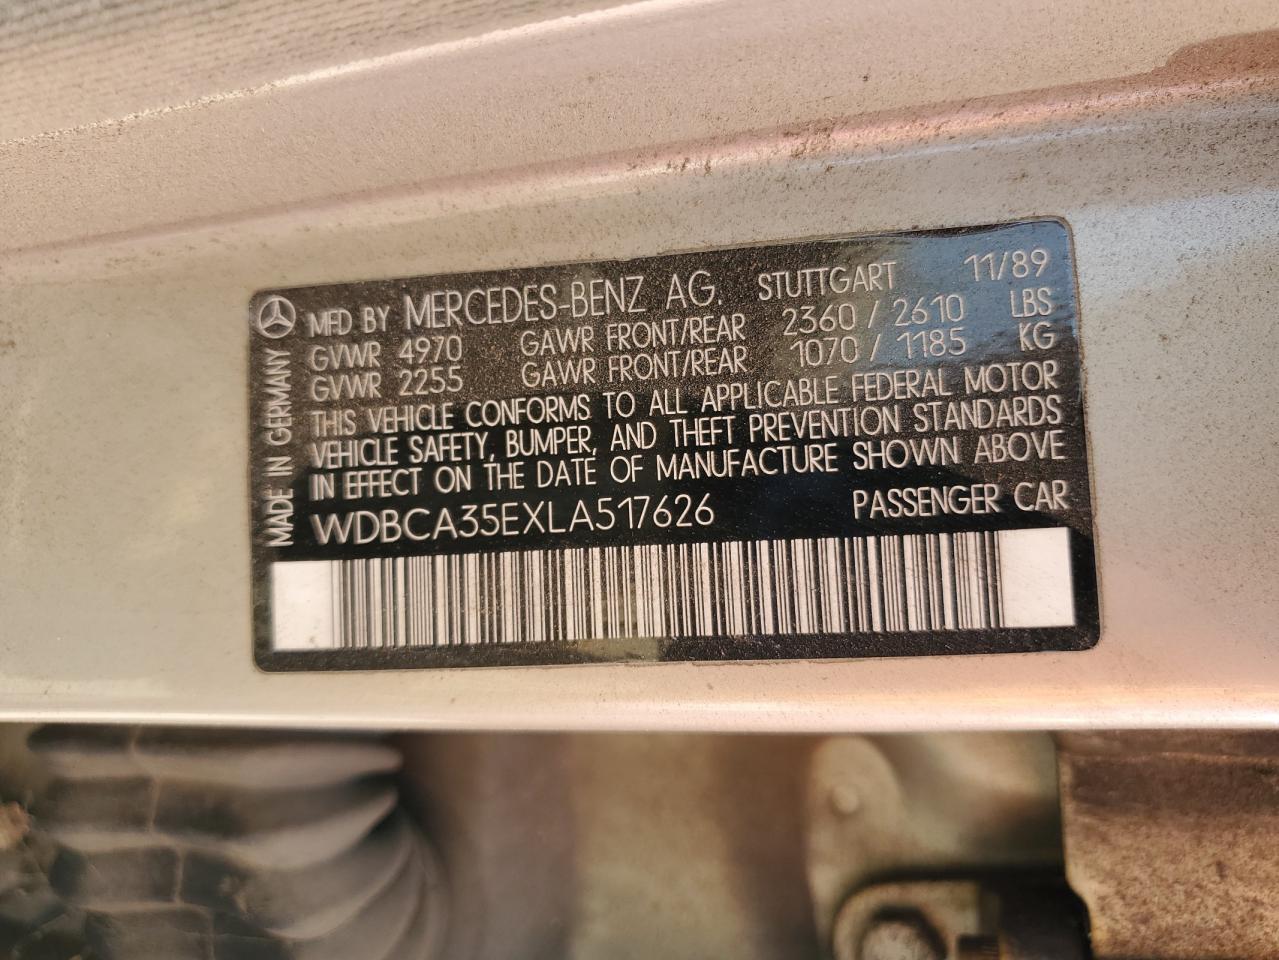 MFD BY MERCEDES-BENZ AG. STUTTGART 11/89
GVWR 4970 GAWR FRONT/REAR 2360 / 2610 LBS
GVWR 2255 GAWR FRONT/REAR 1070 / 1185 KG
THIS VEHICLE CONFORMS TO ALL APPLICABLE FEDERAL MOTOR
VEHICLE SAFETY, BUMPER, AND THEFT PREVENTION STANDARDS
IN EFFECT ON THE DATE OF MANUFACTURE SHOWN ABOVE
WDBCA35EXLA517626 PASSENGER CAR
MADE IN GERMANY